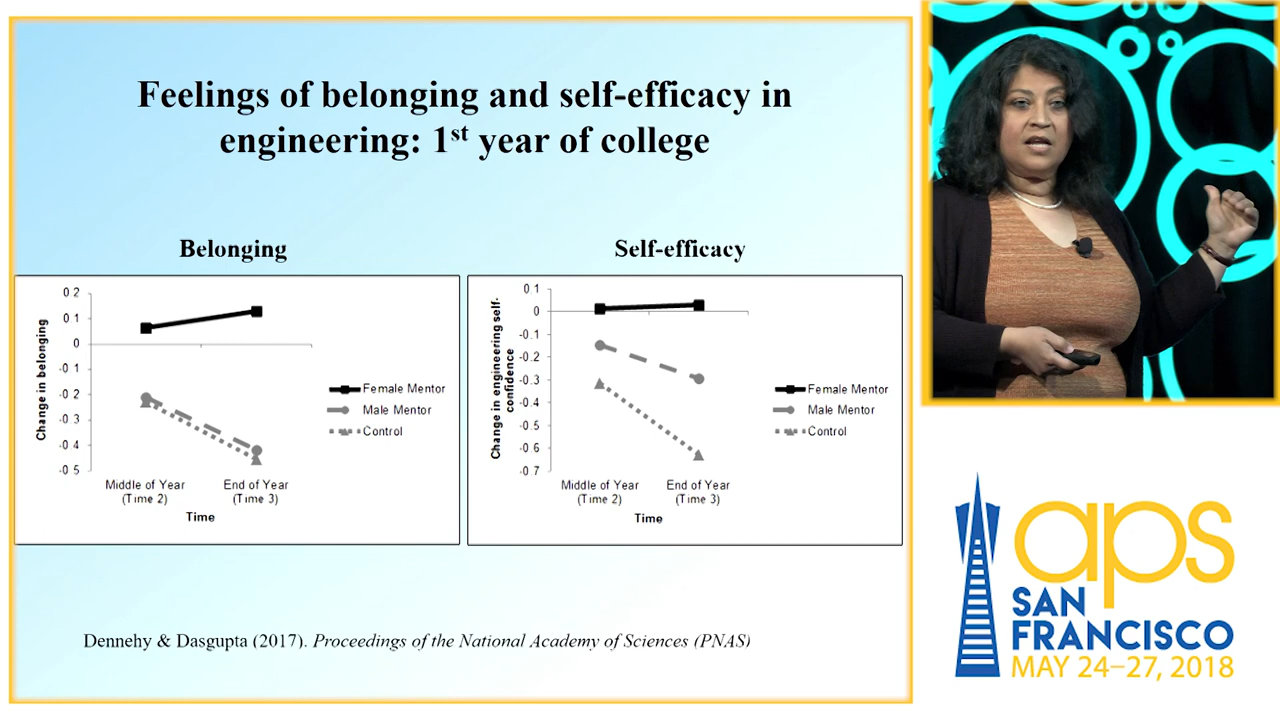 Feelings of belonging and self-efficacy in
engineering: 1st year of college
Belonging
Change in belonging
0 2
0.1
0
-0 1
-0 2
-0.3
-0 4
-0 5
Middle of Year
(Time 2)
End of Year
(Time 3)
Time
Female Mentor
Male Mentor
Control
Self-efficacy
Change in engineering self-
confidence
0 1
0
-0.1
-0.2
-0.3
-0.4
-0.5
-0 6
-0 7
Middle of Year
(Time 2)
End of Year
(Time 3)
Time
Female Mentor
Male Mentor
Control
Dennehy & Dasgupta (2017). Proceedings of the National Academy of Sciences (PNAS)
aps
SAN
FRANCISCO
MAY 24–27, 2018